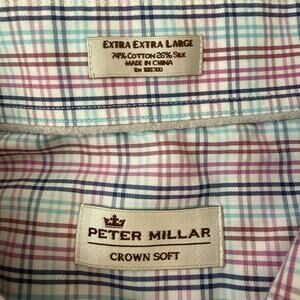 EXTRA EXTRA LARGE
74% COTTON 26% SILK
MADE IN CHINA
PETER MILLAR
CROWN SOFT